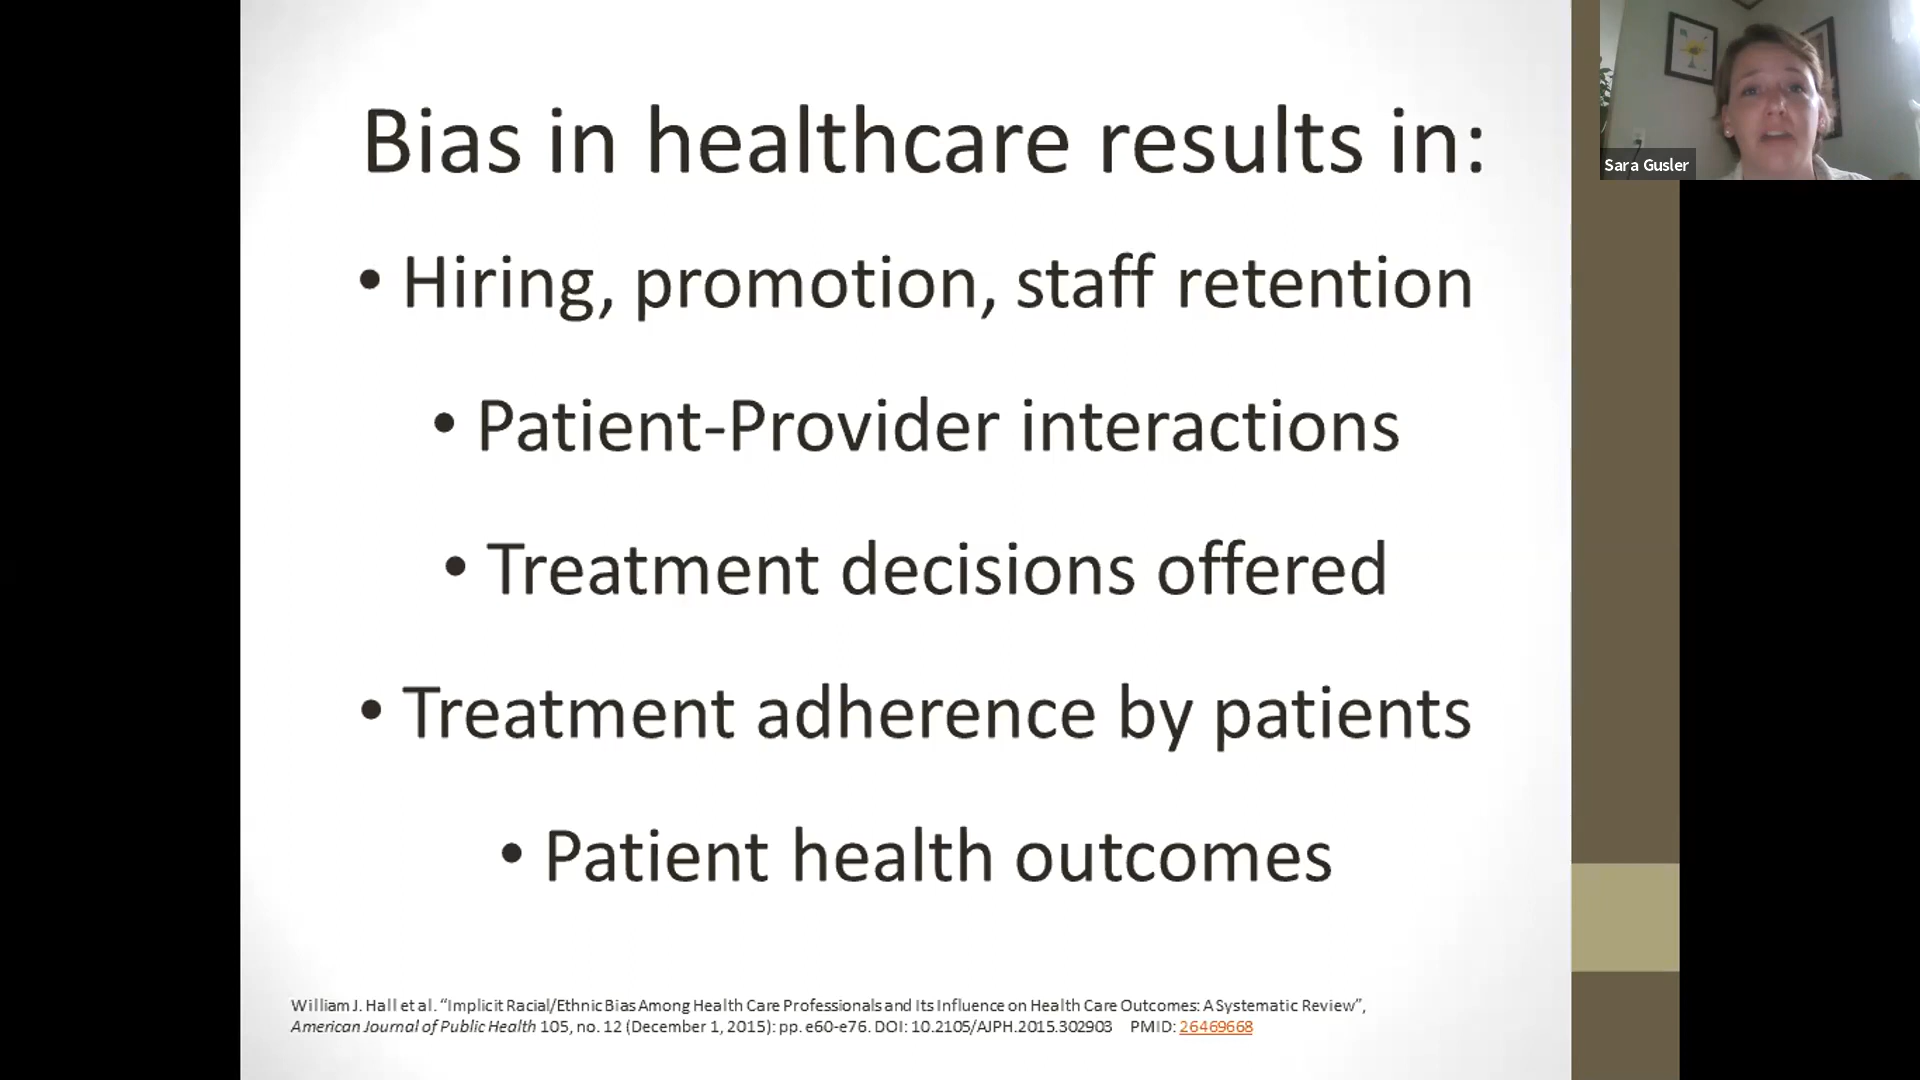 Bias in healthcare results in:
• Hiring, promotion, staff retention
• Patient-Provider interactions
• Treatment decisions offered
• Treatment adherence by patients
• Patient health outcomes
William J. Hall et al. “Implicit Racial/Ethnic Bias Among Health Care Professionals and Its Influence on Health Care Outcomes: A Systematic Review”,
American Journal of Public Health 105, no. 12 (December 1, 2015): pp. e60-e76. DOI: 10.2105/AJPH.2015.302903 PMID: 26469668
Sara Gusler